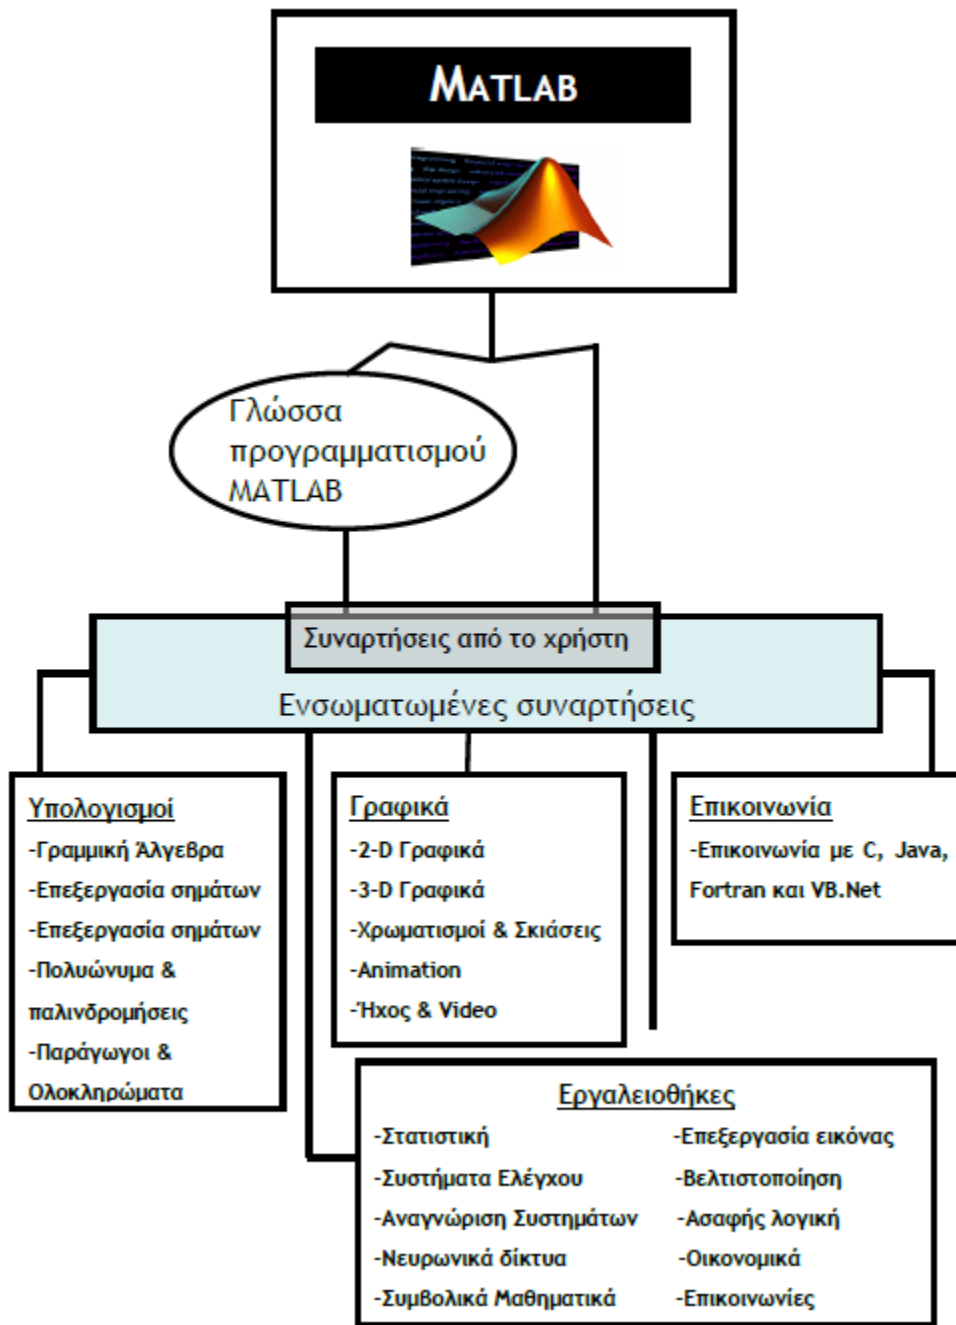 MATLAB
Γλώσσα
προγραμματισμού
MATLAB
Συναρτήσεις από το χρήστη
Ενσωματωμένες συναρτήσεις
Υπολογισμοί
-Γραμμική Άλγεβρα
-Επεξεργασία σημάτων
-Επεξεργασία σημάτων
-Πολυώνυμα &
παλινδρομήσεις
-Παράγωγοι &
Ολοκληρώματα
Γραφικά
-2-D Γραφικά
-3-D Γραφικά
-Χρωματισμοί & Σκιάσεις
-Animation
-Ήχος & Video
Επικοινωνία
-Επικοινωνία με C, Java,
Fortran και VB.Net
Εργαλειοθήκες
-Στατιστική
-Συστήματα Ελέγχου
-Αναγνώριση Συστημάτων
-Νευρωνικά δίκτυα
-Συμβολικά Μαθηματικά
-Επεξεργασία εικόνας
-Βελτιστοποίηση
-Ασαφής λογική
-Οικονομικά
-Επικοινωνίες